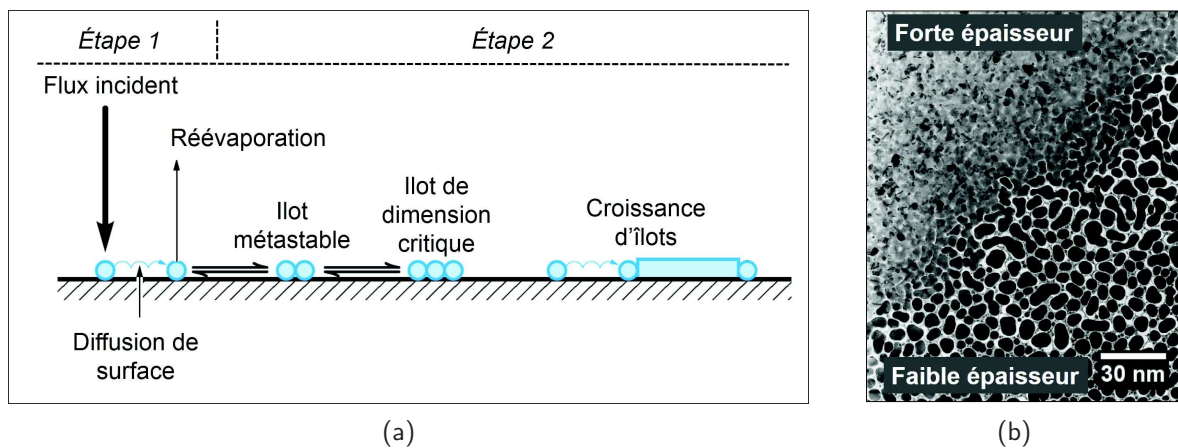 Étape 1
Étape 2
Flux incident
Réévaporation
Ilot
métastable
Ilot de
dimension
critique
Croissance
d'îlots
Diffusion de
surface
(a)
Forte épaisseur
Faible épaisseur
30 nm
(b)